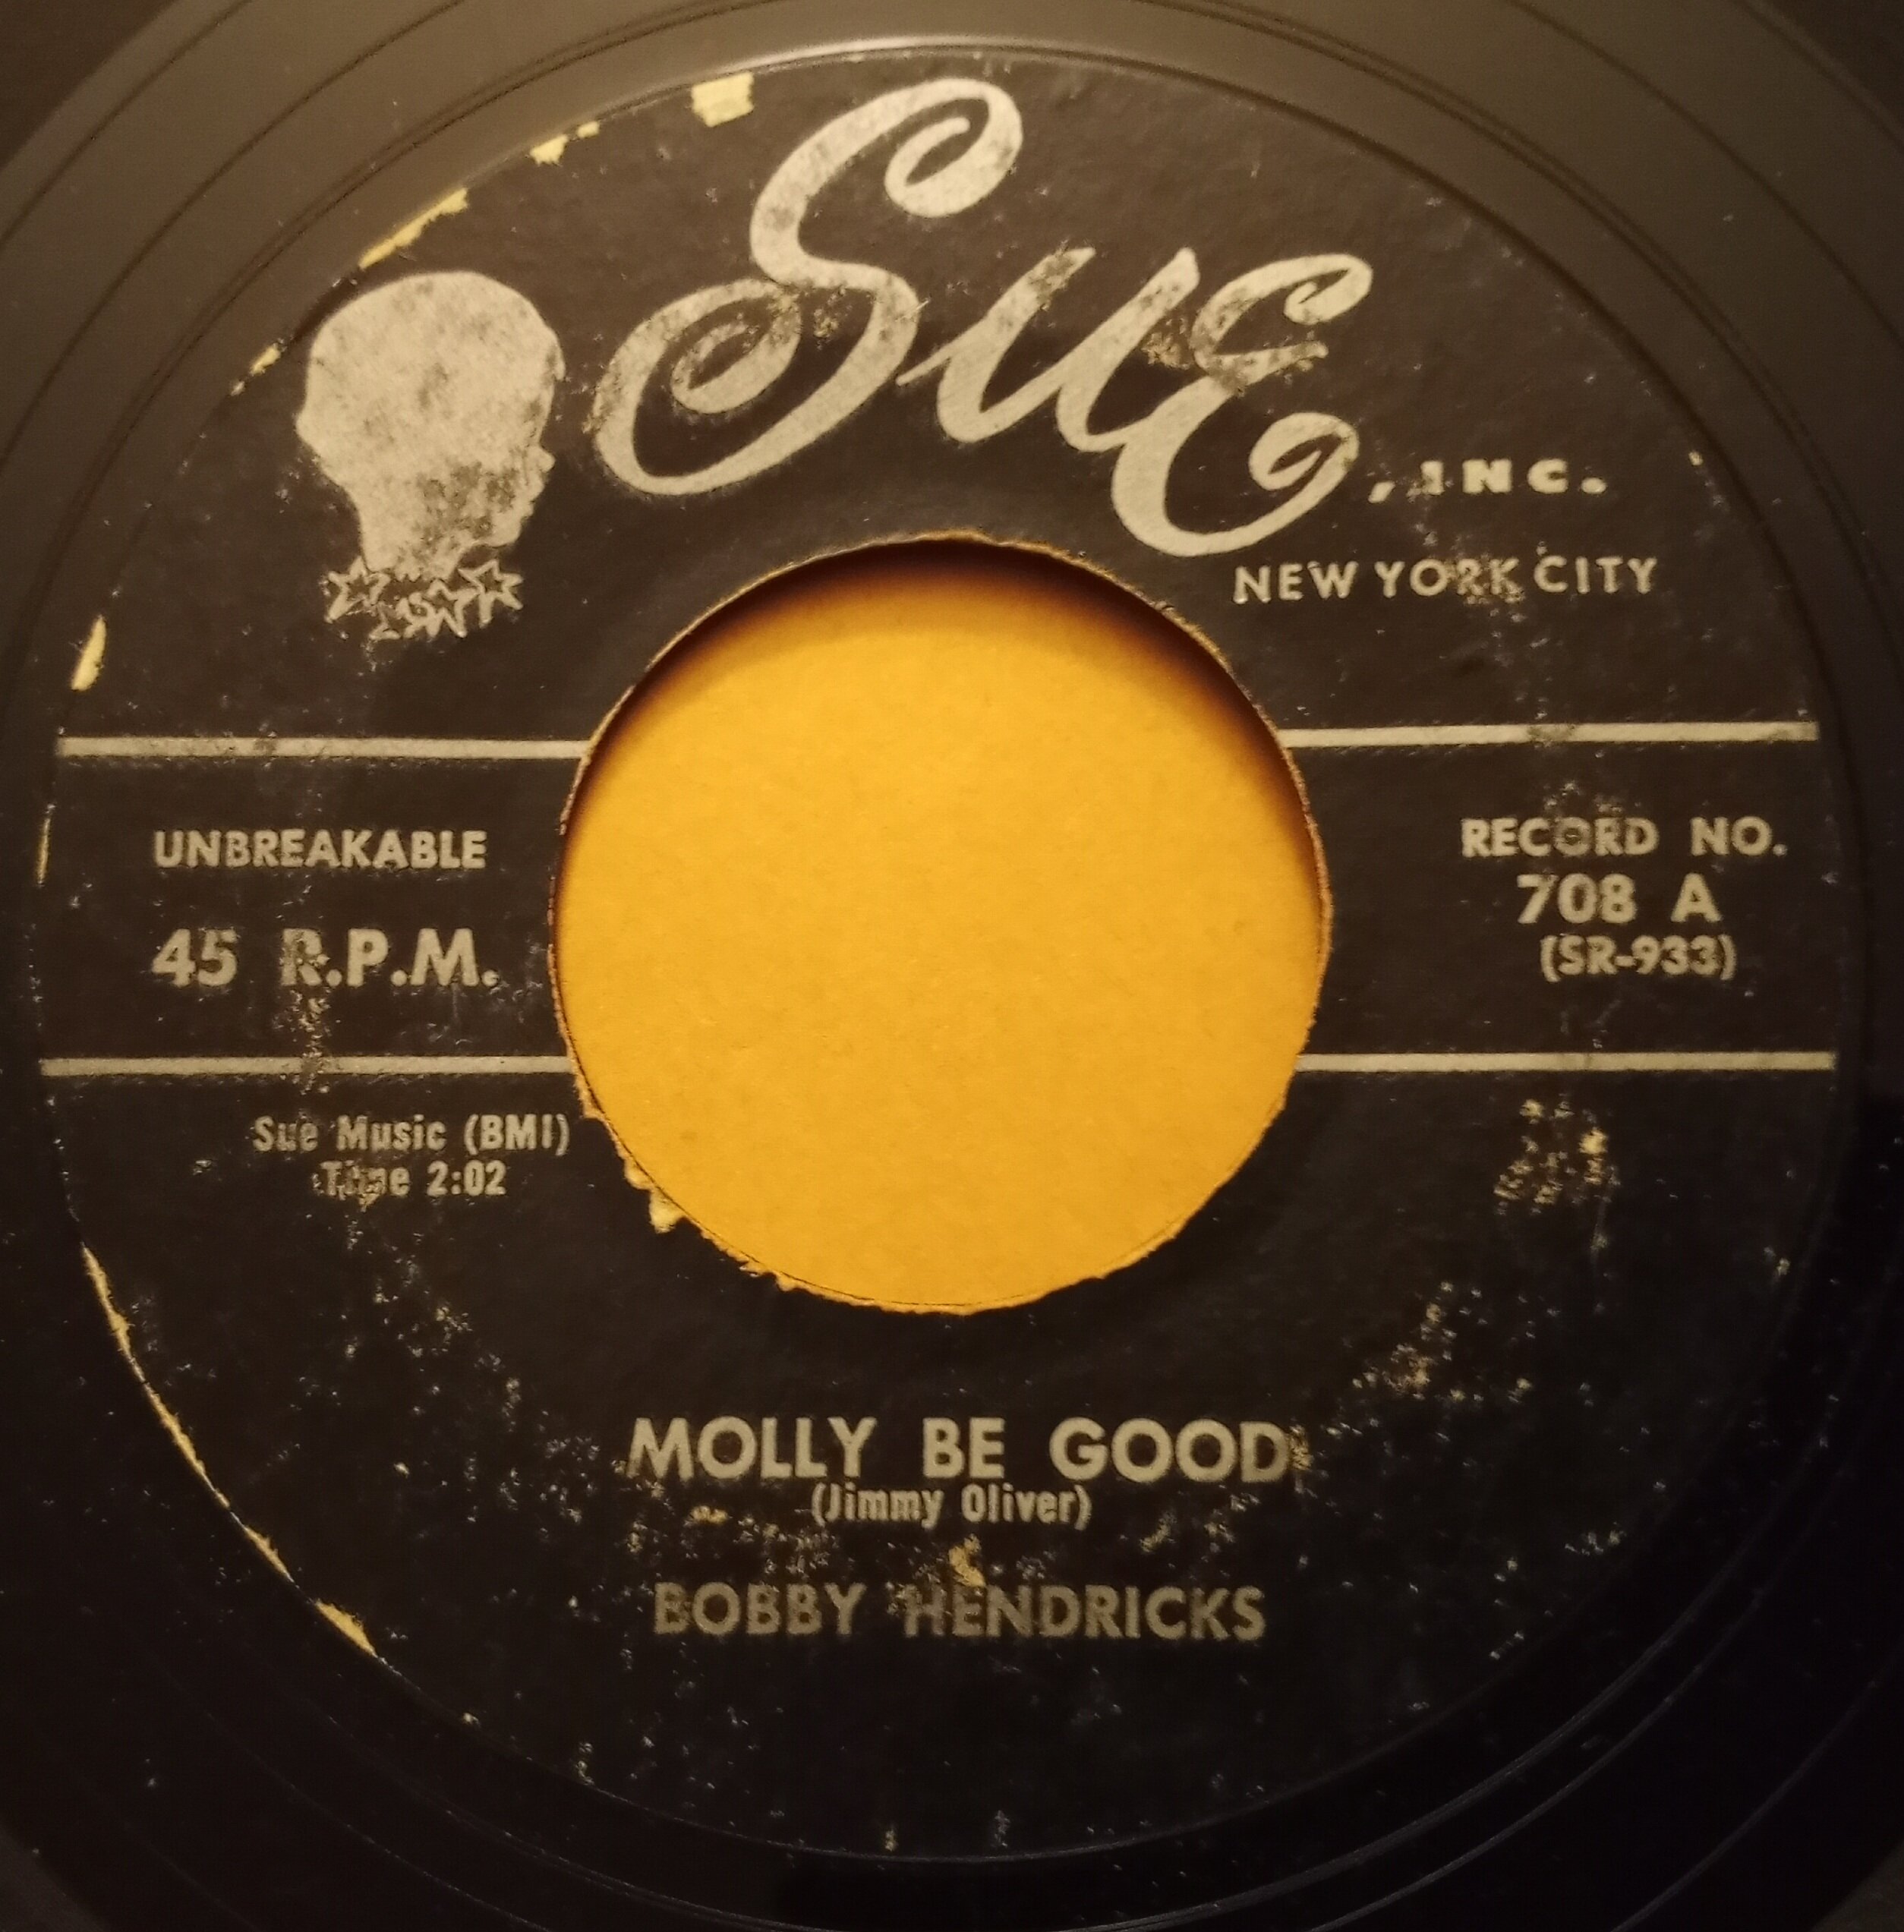 Sue, INC.
NEW YORK CITY
UNBREAKABLE
45 R.P.M.
RECORD NO.
708 A
(SR-933)
Sue Music (BMI)
Time 2:02
MOLLY BE GOOD
(Jimmy Oliver)
BOBBY HENDRICKS